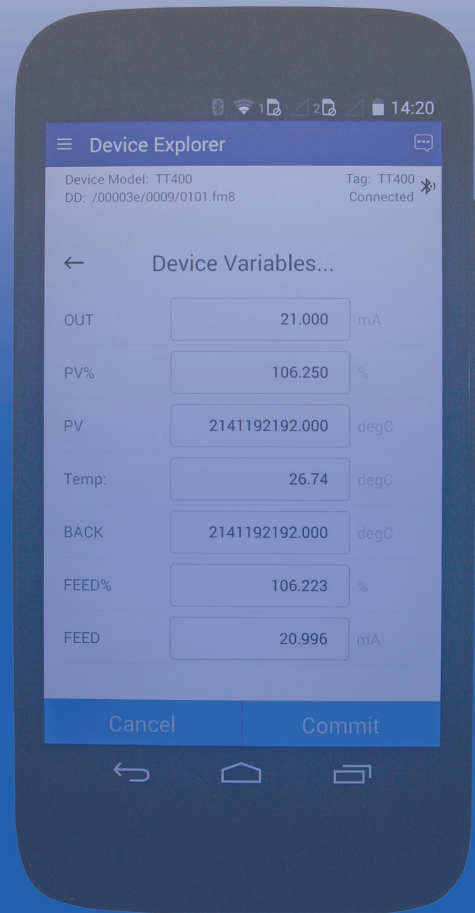 1 2 14:20
Device Explorer
Device Model: TT400 Tag: TT400
DD: /00003e/0009/0101.fm8 Connected
Device Variables...
OUT 21.000 mA
PV% 106.250 %
PV 2141192192.000 degC
Temp: 26.74 degC
BACK 2141192192.000 degC
FEED% 106.223 %
FEED 20.996 mA
Cancel Commit